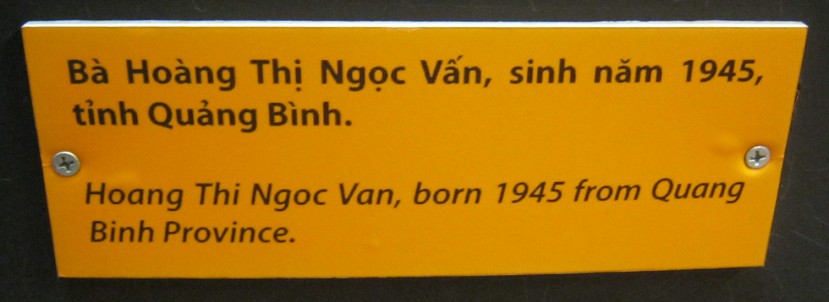 Bà Hoàng Thị Ngọc Vấn, sinh năm 1945,
tỉnh Quảng Bình.
Hoang Thi Ngoc Van, born 1945 from Quang
Binh Province.